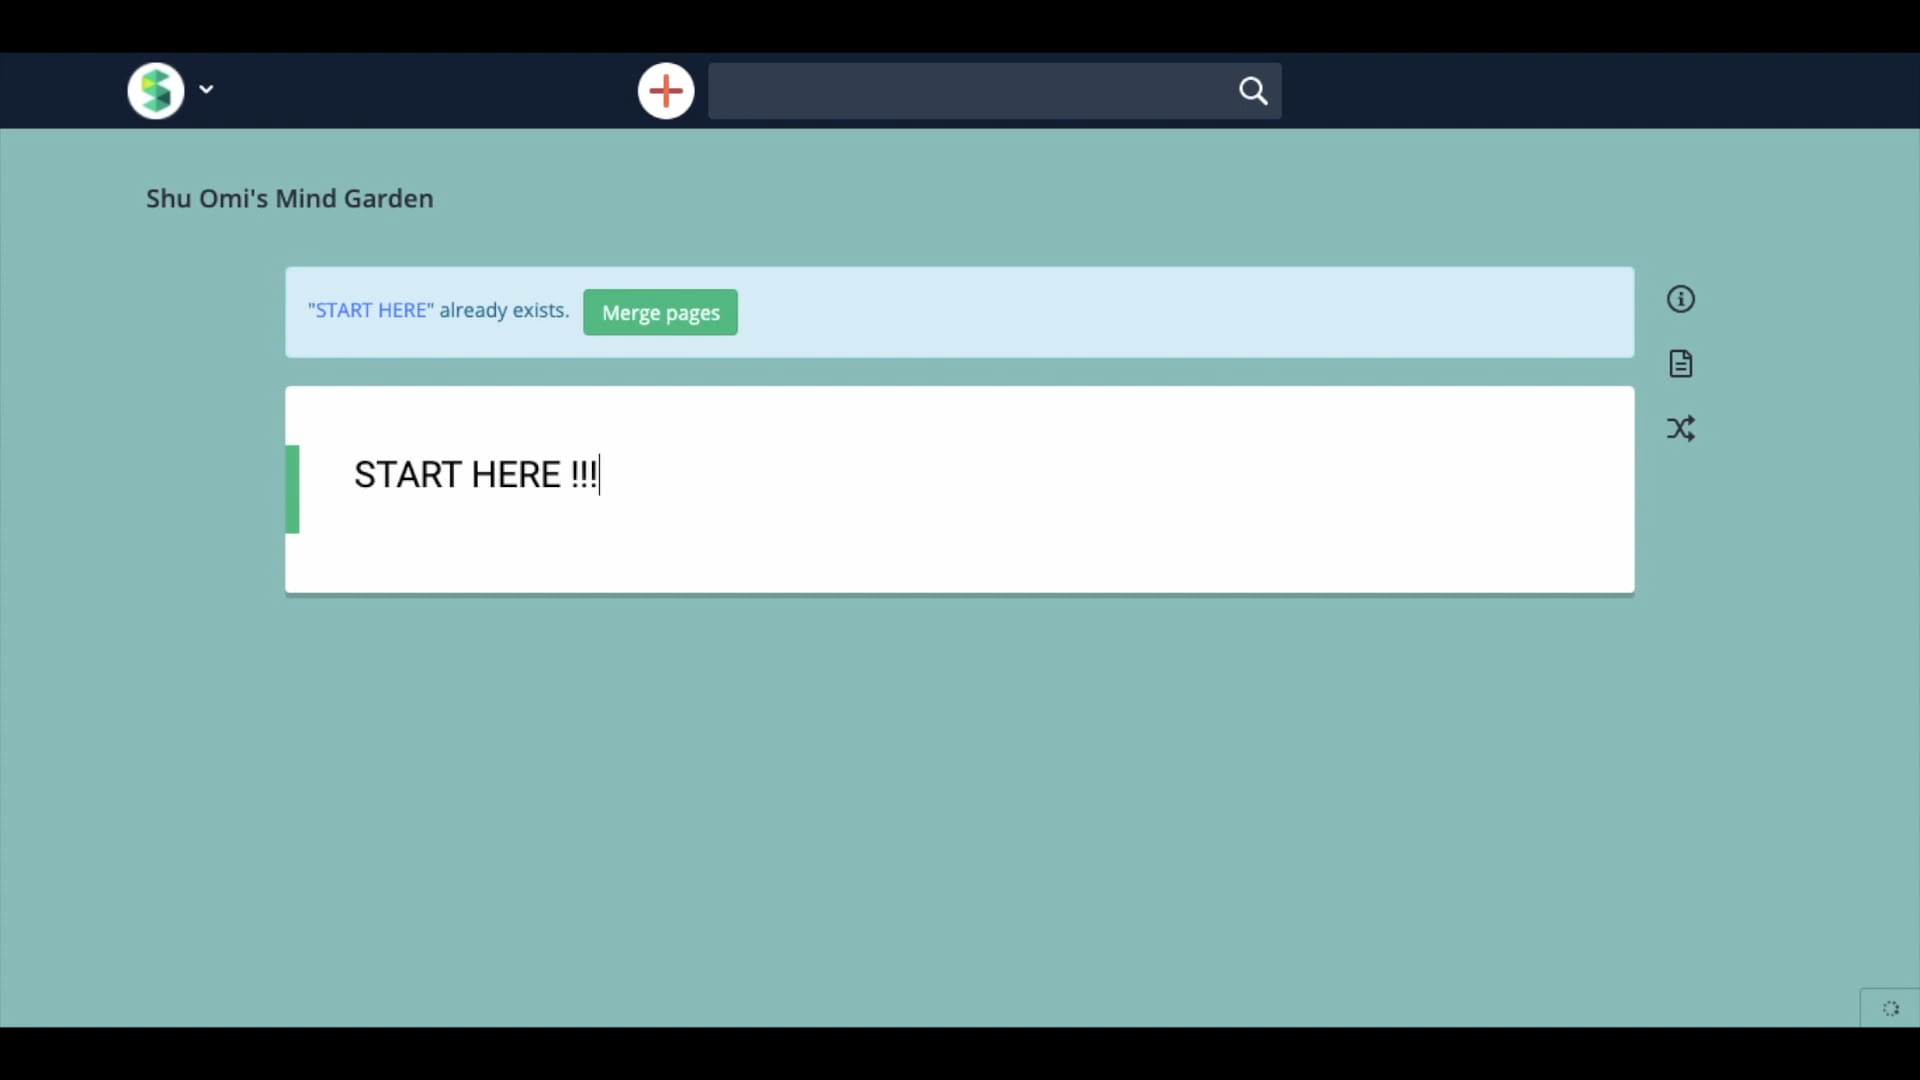 Shu Omi's Mind Garden
"START HERE" already exists. Merge pages
START HERE !!!